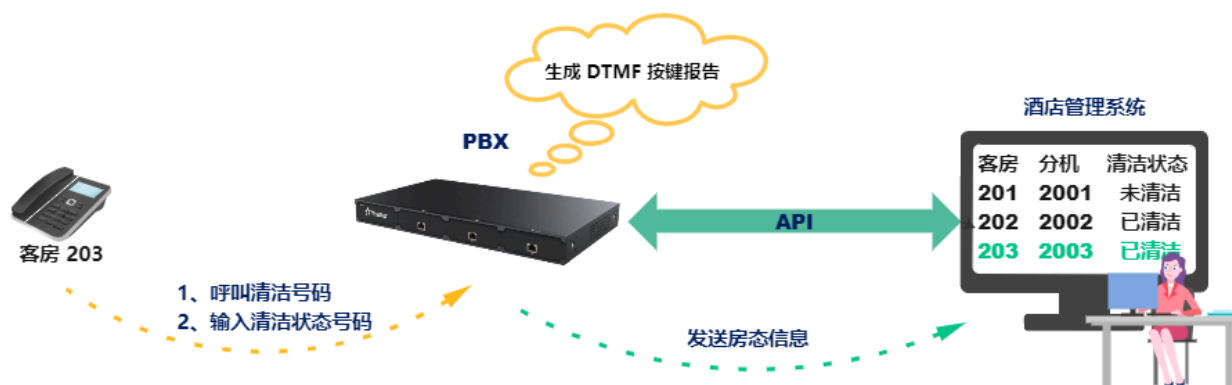 生成 DTMF 按键报告
酒店管理系统
PBX
客房 分机 清洁状态
201 2001 未清洁
202 2002 已清洁
203 2003 已清洁
API
客房 203
1、呼叫清洁号码
2、输入清洁状态号码
发送房态信息